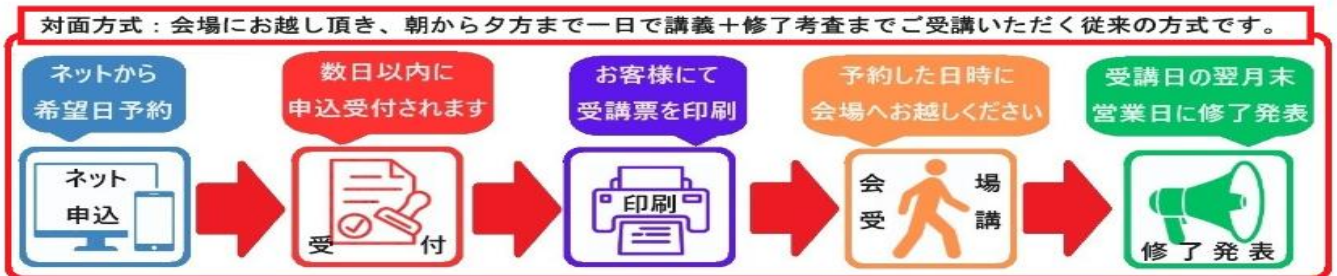 対面方式：会場にお越し頂き、朝から夕方まで一日で講義＋修了考査までご受講いただく従来の方式です。
ネットから
希望日予約
数日以内に
申込受付されます
お客様にて
受講票を印刷
予約した日時に
会場へお越しください
受講日の翌月末
営業日に修了発表
ネット
申込
受付
印刷
会場
受講
修了発表